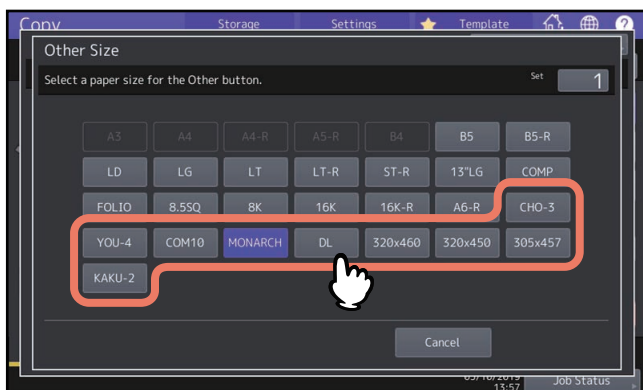 Copy Storage Settings Template ?
Other Size
Select a paper size for the Other button.
Set 1
A3 A4 A4-R A5-R B4 B5 B5-R
LD LG LT LT-R ST-R 13"LG COMP
FOLIO 8.5SQ 8K 16K 16K-R A6-R CHO-3
YOU-4 COM10 MONARCH DL 320x460 320x450 305x457
KAKU-2
Cancel
13:57 Job Status